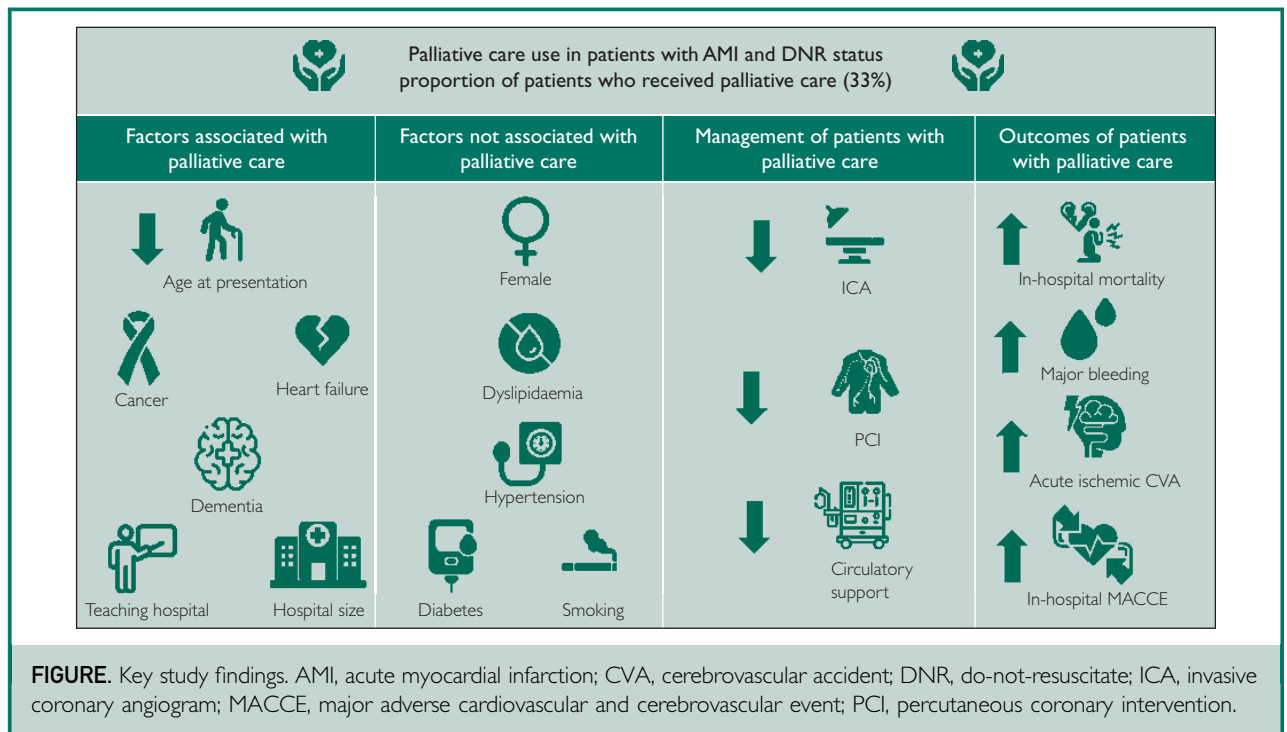 Palliative care use in patients with AMI and DNR status
proportion of patients who received palliative care (33%)
Factors associated with
palliative care
Age at presentation
Cancer
Heart failure
Dementia
Teaching hospital
Hospital size
Factors not associated with
palliative care
Female
Dyslipidaemia
Hypertension
Diabetes
Smoking
Management of patients with
palliative care
ICA
PCI
Circulatory
support
Outcomes of patients
with palliative care
In-hospital mortality
Major bleeding
Acute ischemic CVA
In-hospital MACCE
FIGURE. Key study findings. AMI, acute myocardial infarction; CVA, cerebrovascular accident; DNR, do-not-resuscitate; ICA, invasive
coronary angiogram; MACCE, major adverse cardiovascular and cerebrovascular event; PCI, percutaneous coronary intervention.